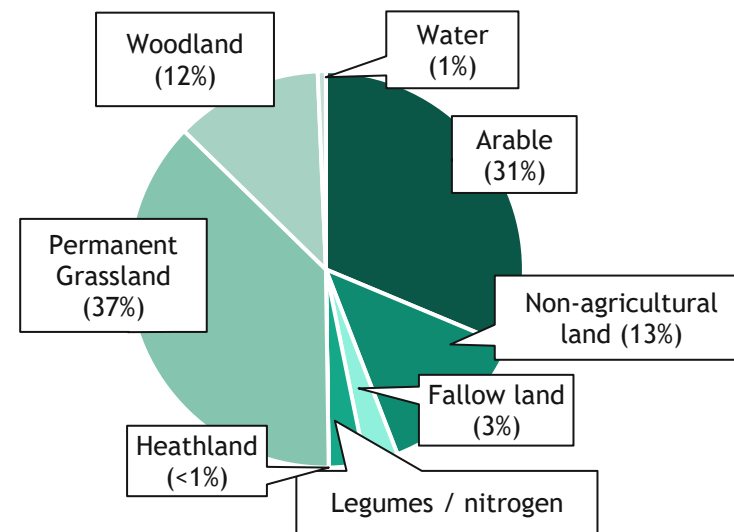 Woodland
(12%)
Water
(1%)
Arable
(31%)
Permanent
Grassland
(37%)
Non-agricultural
land (13%)
Fallow land
(3%)
Heathland
(<1%)
Legumes / nitrogen